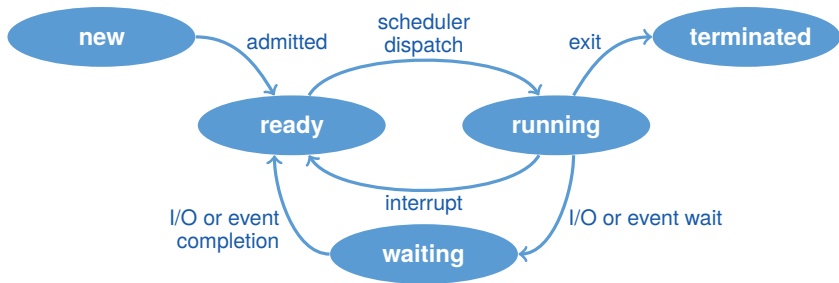 new
admitted
scheduler
dispatch
exit
terminated
ready
running
interrupt
I/O or event
completion
I/O or event wait
waiting